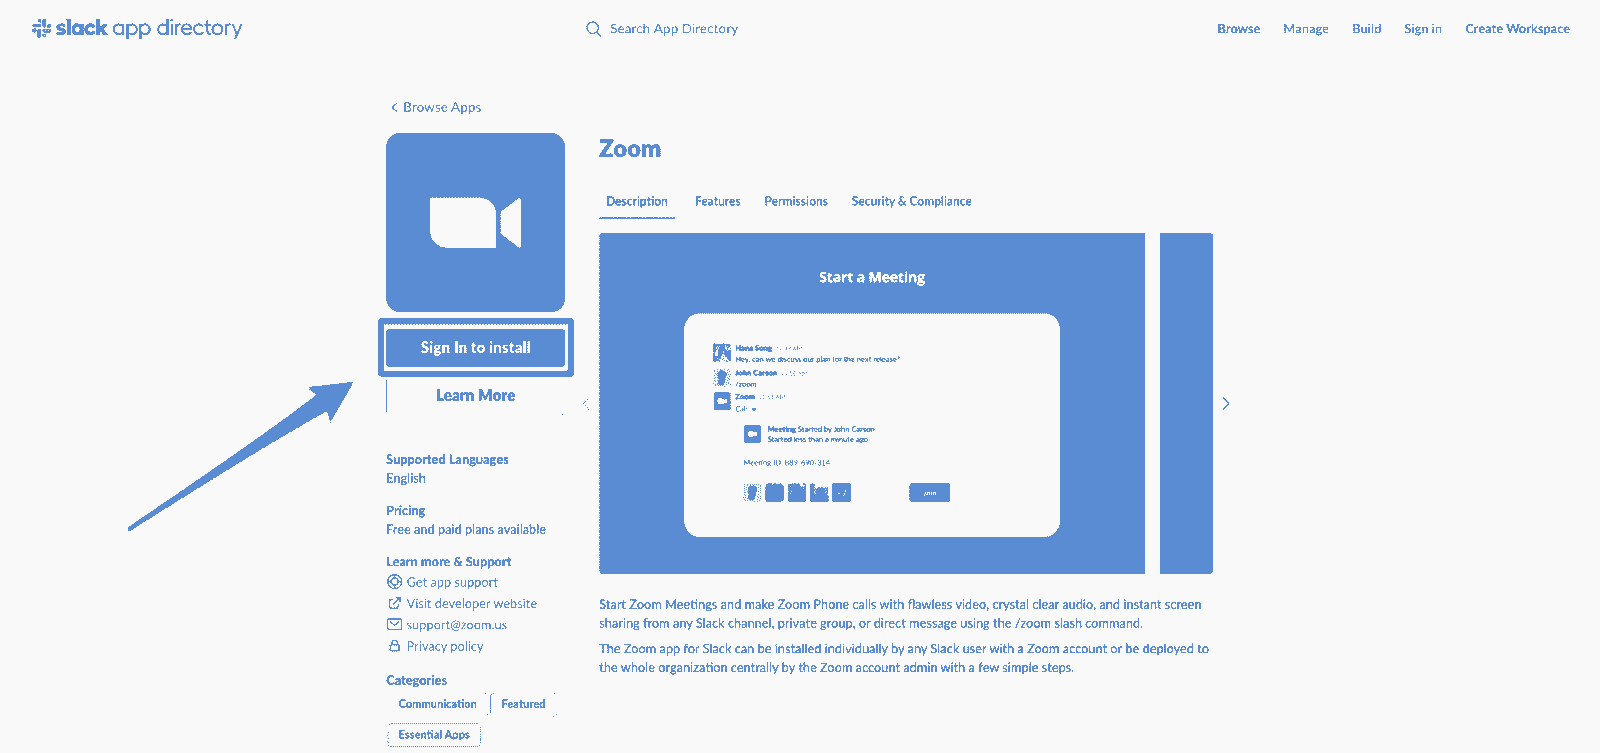 slack app directory
Search App Directory
Browse
Manage
Build
Sign in
Create Workspace
Browse Apps
Zoom
Description
Features
Permissions
Security & Compliance
Start a Meeting
Hana Song
Hey, can we discuss our plan for the next release?
John Carson
/zoom
Zoom
Call
Meeting Started by John Carson
Started less than a minute ago
Meeting ID: 889-690-314
Join
Sign In to install
Learn More
Supported Languages
English
Pricing
Free and paid plans available
Learn more & Support
Get app support
Visit developer website
support@zoom.us
Privacy policy
Categories
Communication
Featured
Essential Apps
Start Zoom Meetings and make Zoom Phone calls with flawless video, crystal clear audio, and instant screen
sharing from any Slack channel, private group, or direct message using the /zoom slash command.
The Zoom app for Slack can be installed individually by any Slack user with a Zoom account or be deployed to
the whole organization centrally by the Zoom account admin with a few simple steps.